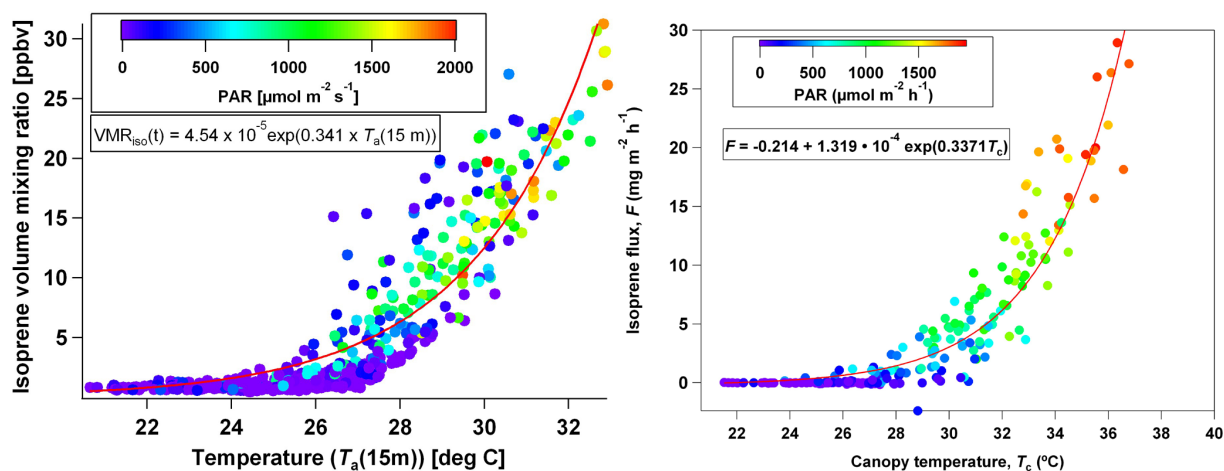 0 500 1000 1500 2000
PAR [µmol m⁻² s⁻¹]
VMR_iso(t) = 4.54 x 10⁻⁵ exp(0.341 x T_a(15 m))
Isoprene volume mixing ratio [ppbv]
30
25
20
15
10
5
22 24 26 28 30 32
Temperature (T_a(15m)) [deg C]
0 500 1000 1500
PAR (µmol m⁻² h⁻¹)
F = -0.214 + 1.319 • 10⁻⁴ exp(0.3371T_c)
Isoprene flux, F (mg m⁻² h⁻¹)
30
20
10
0
22 24 26 28 30 32 34 36 38 40
Canopy temperature, T_c (ºC)